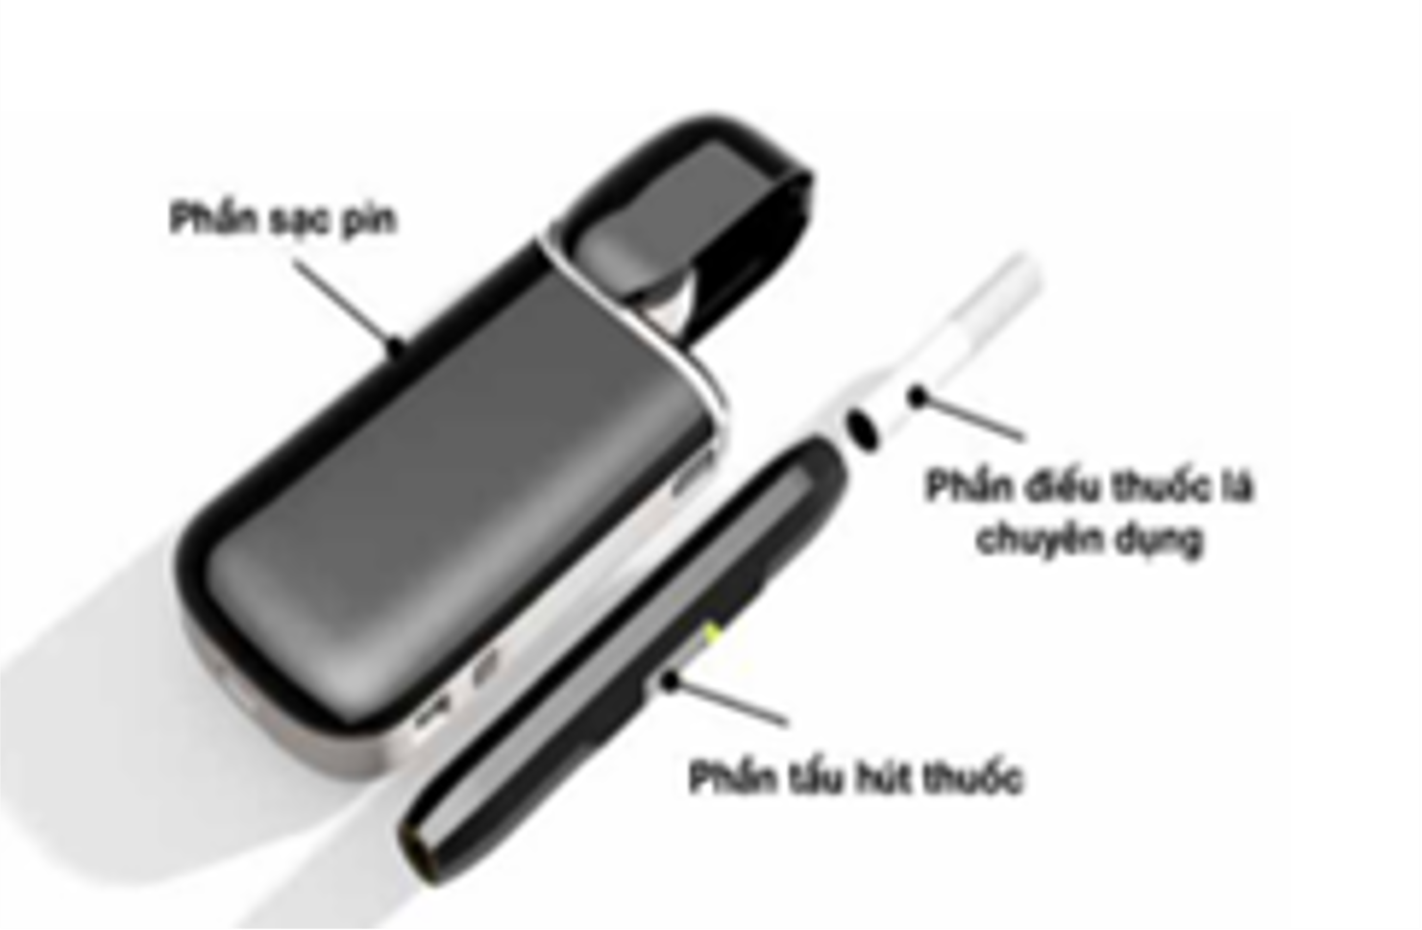 Phần sạc pin
Phần điếu thuốc lá
chuyên dụng
Phần tẩu hút thuốc